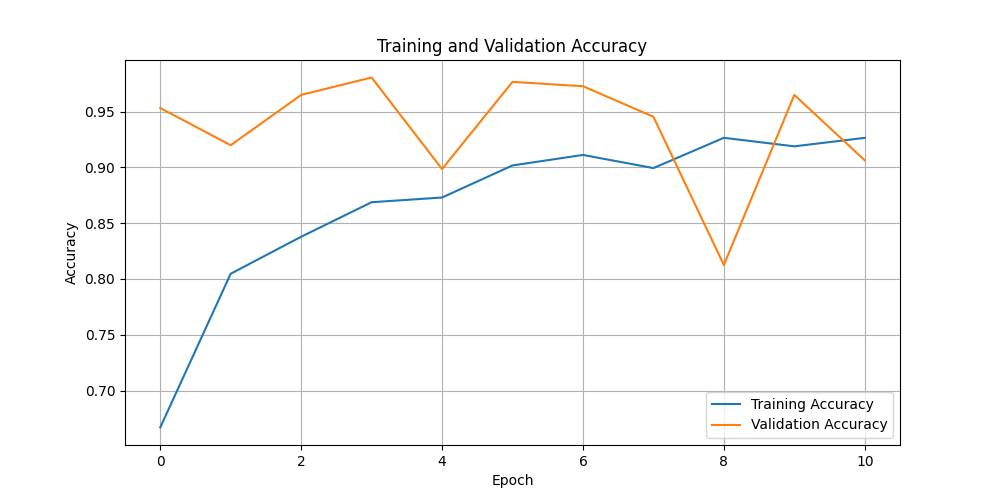 Training and Validation Accuracy
0.95
0.90
0.85
0.80
0.75
0.70
Accuracy
0 2 4 6 8 10
Epoch
Training Accuracy
Validation Accuracy